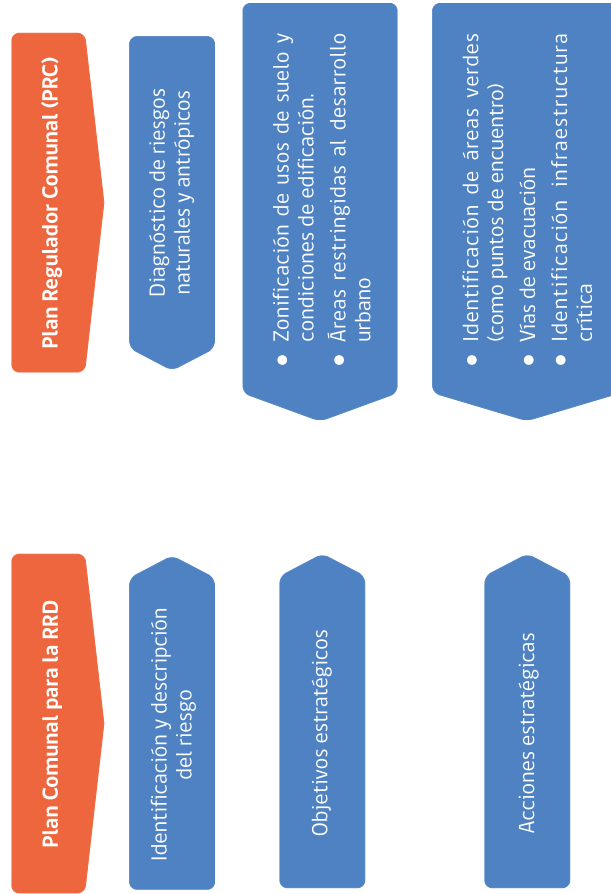 Plan Comunal para la RRD
Plan Regulador Comunal (PRC)
Identificación y descripción
del riesgo
Diagnóstico de riesgos
naturales y antrópicos
Objetivos estratégicos
● Zonificación de usos de suelo y
condiciones de edificación.
● Áreas restringidas al desarrollo
urbano
Acciones estratégicas
● Identificación de áreas verdes
(como puntos de encuentro)
● Vías de evacuación
● Identificación infraestructura
crítica